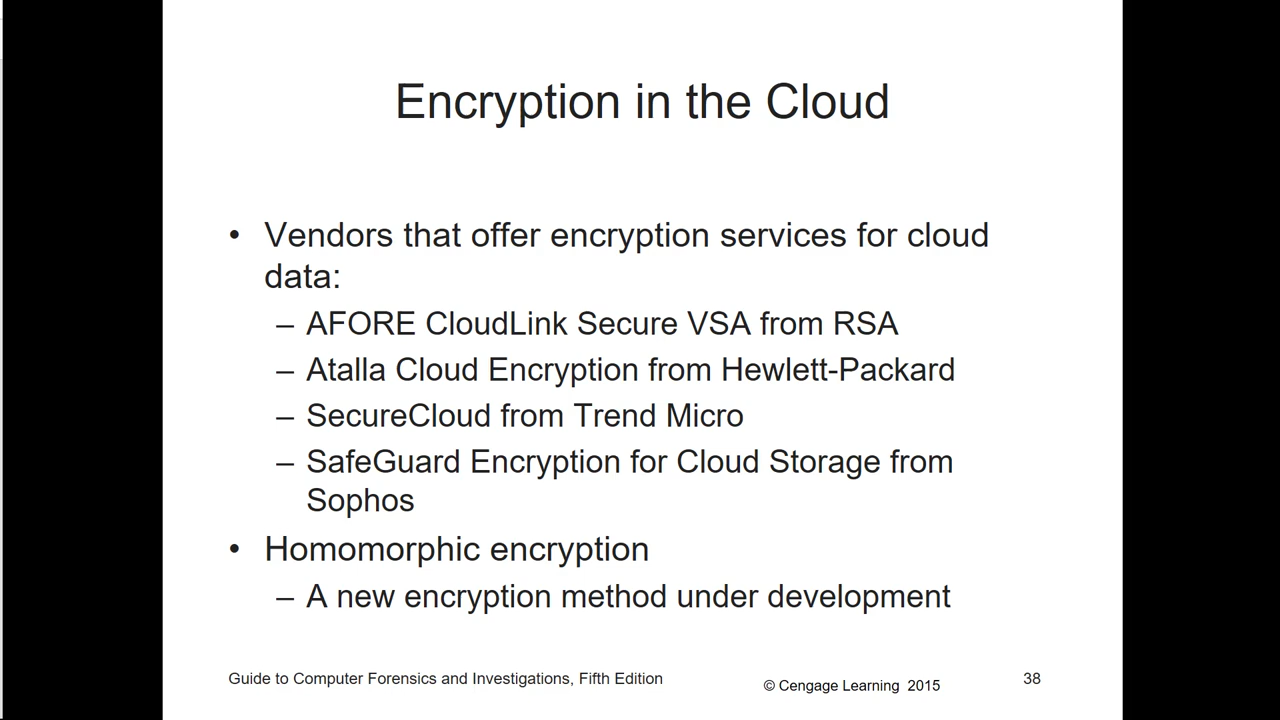 Encryption in the Cloud
• Vendors that offer encryption services for cloud
data:
– AFORE CloudLink Secure VSA from RSA
– Atalla Cloud Encryption from Hewlett-Packard
– SecureCloud from Trend Micro
– SafeGuard Encryption for Cloud Storage from
Sophos
• Homomorphic encryption
– A new encryption method under development
Guide to Computer Forensics and Investigations, Fifth Edition
© Cengage Learning 2015
38